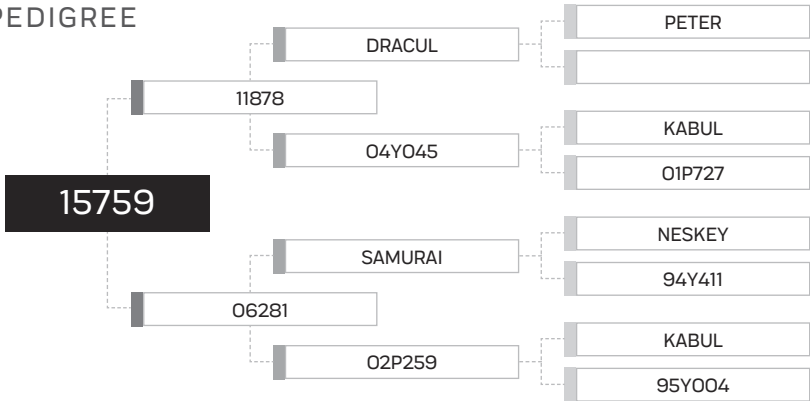 PEDIGREE
PETER
DRACUL
11878
KABUL
04Y045
01P727
15759
NESKEY
SAMURAI
94Y411
06281
KABUL
02P259
95Y004